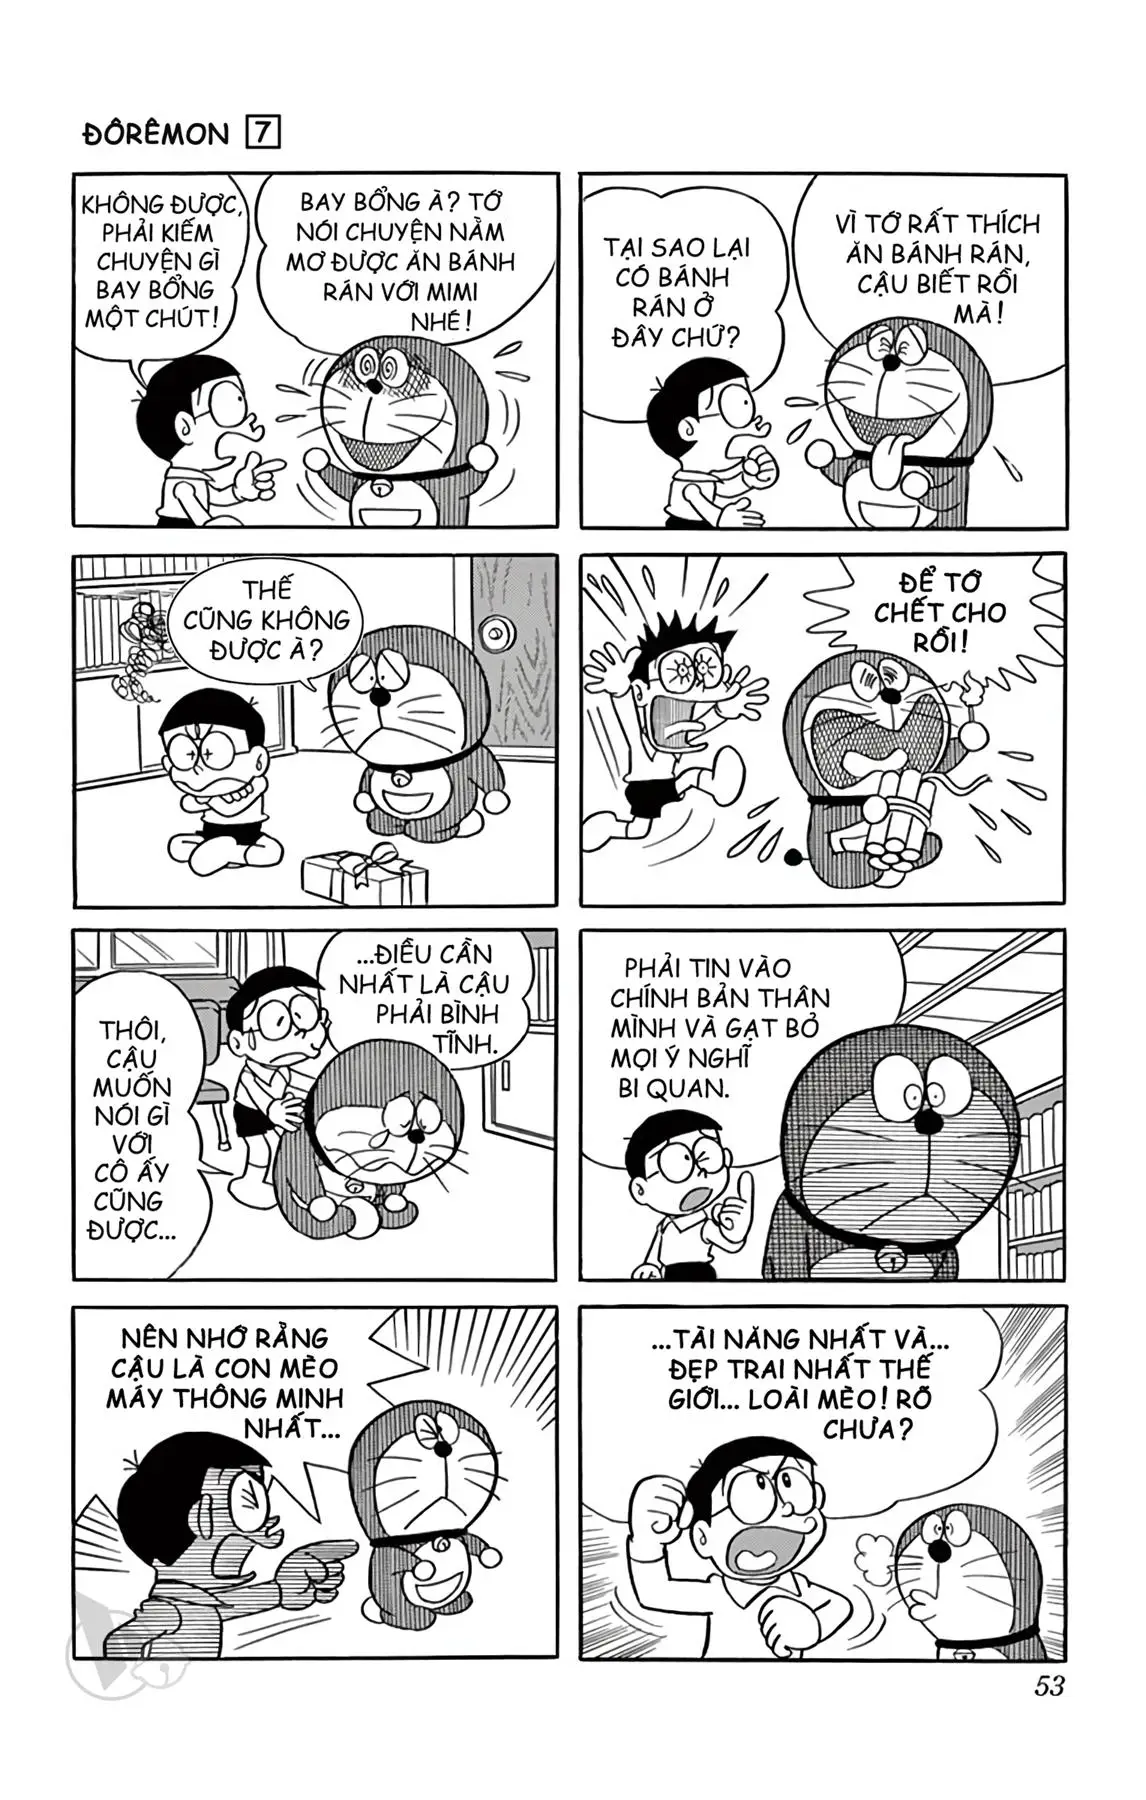 ĐÔRÊMON 7
KHÔNG ĐƯỢC,
PHẢI KIẾM
CHUYỆN GÌ
BAY BỔNG
MỘT CHÚT!
BAY BỔNG À? TỚ
NÓI CHUYỆN NẰM
MƠ ĐƯỢC ĂN BÁNH
RÁN VỚI MIMI
NHÉ!
TẠI SAO LẠI
CÓ BÁNH
RÁN Ở
ĐÂY CHỨ?
VÌ TỚ RẤT THÍCH
ĂN BÁNH RÁN,
CẬU BIẾT RỒI
MÀ!
THẾ
CŨNG KHÔNG
ĐƯỢC À?
ĐỂ TỚ
CHẾT CHO
RỒI!
THÔI,
CẬU
MUỐN
NÓI GÌ
VỚI
CÔ ẤY
CŨNG
ĐƯỢC...
...ĐIỀU CẦN
NHẤT LÀ CẬU
PHẢI BÌNH
TĨNH.
PHẢI TIN VÀO
CHÍNH BẢN THÂN
MÌNH VÀ GẠT BỎ
MỌI Ý NGHĨ
BI QUAN.
NÊN NHỚ RẰNG
CẬU LÀ CON MÈO
MÁY THÔNG MINH
NHẤT...
...TÀI NĂNG NHẤT VÀ...
ĐẸP TRAI NHẤT THẾ
GIỚI... LOÀI MÈO! RÕ
CHƯA?
53